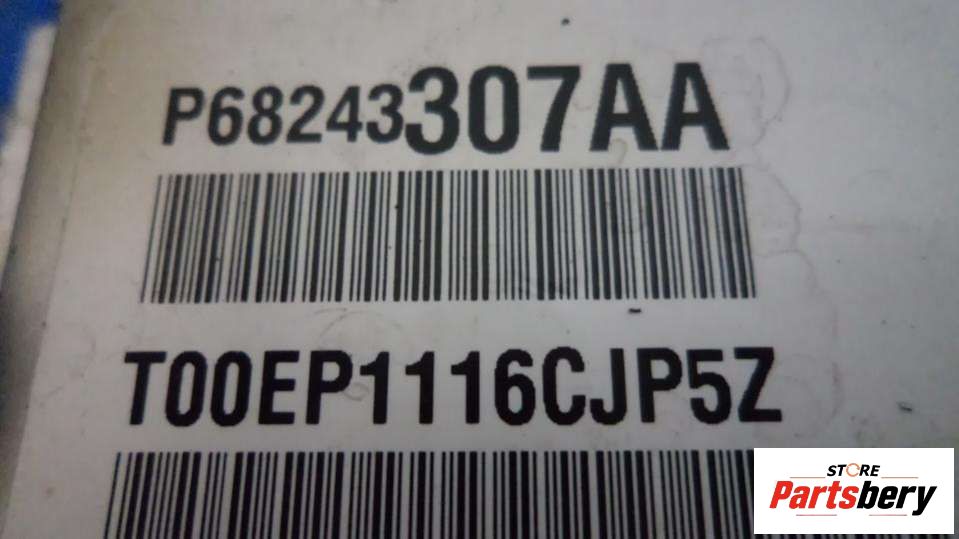 P68243307AA
T00EP1116CJP5Z
STORE
Partsbery